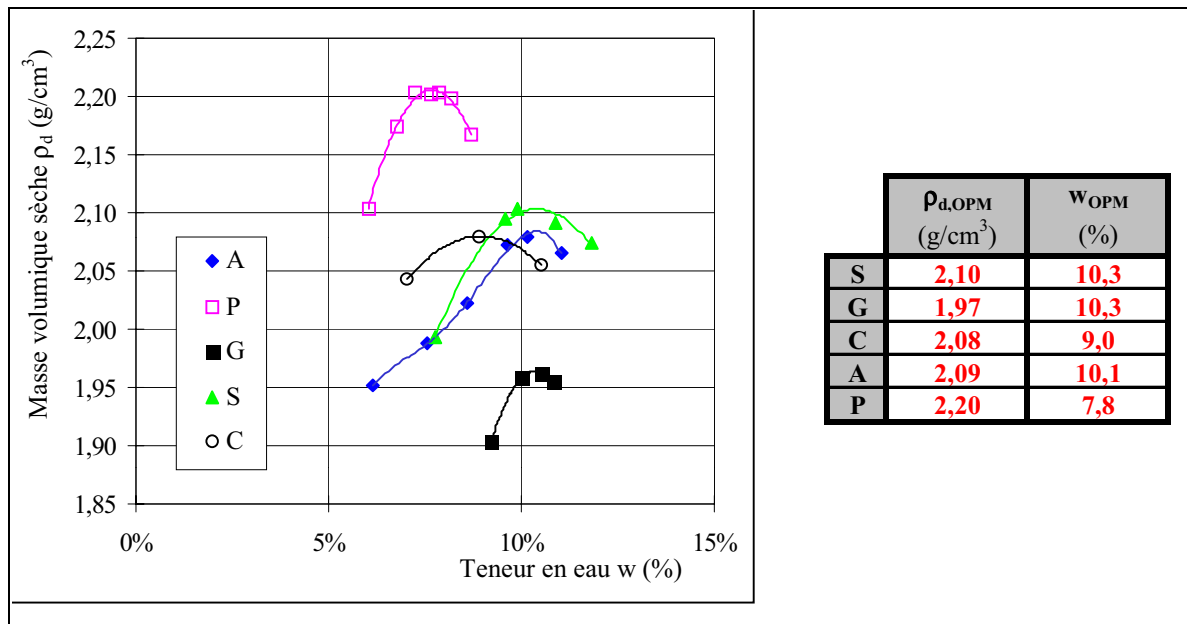 Masse volumique sèche ρd (g/cm³)
2,25
2,20
2,15
2,10
2,05
2,00
1,95
1,90
1,85
0%
5%
10%
15%
Teneur en eau w (%)
A
P
G
S
C
ρd,OPM wOPM
(g/cm³) (%)
S 2,10 10,3
G 1,97 10,3
C 2,08 9,0
A 2,09 10,1
P 2,20 7,8